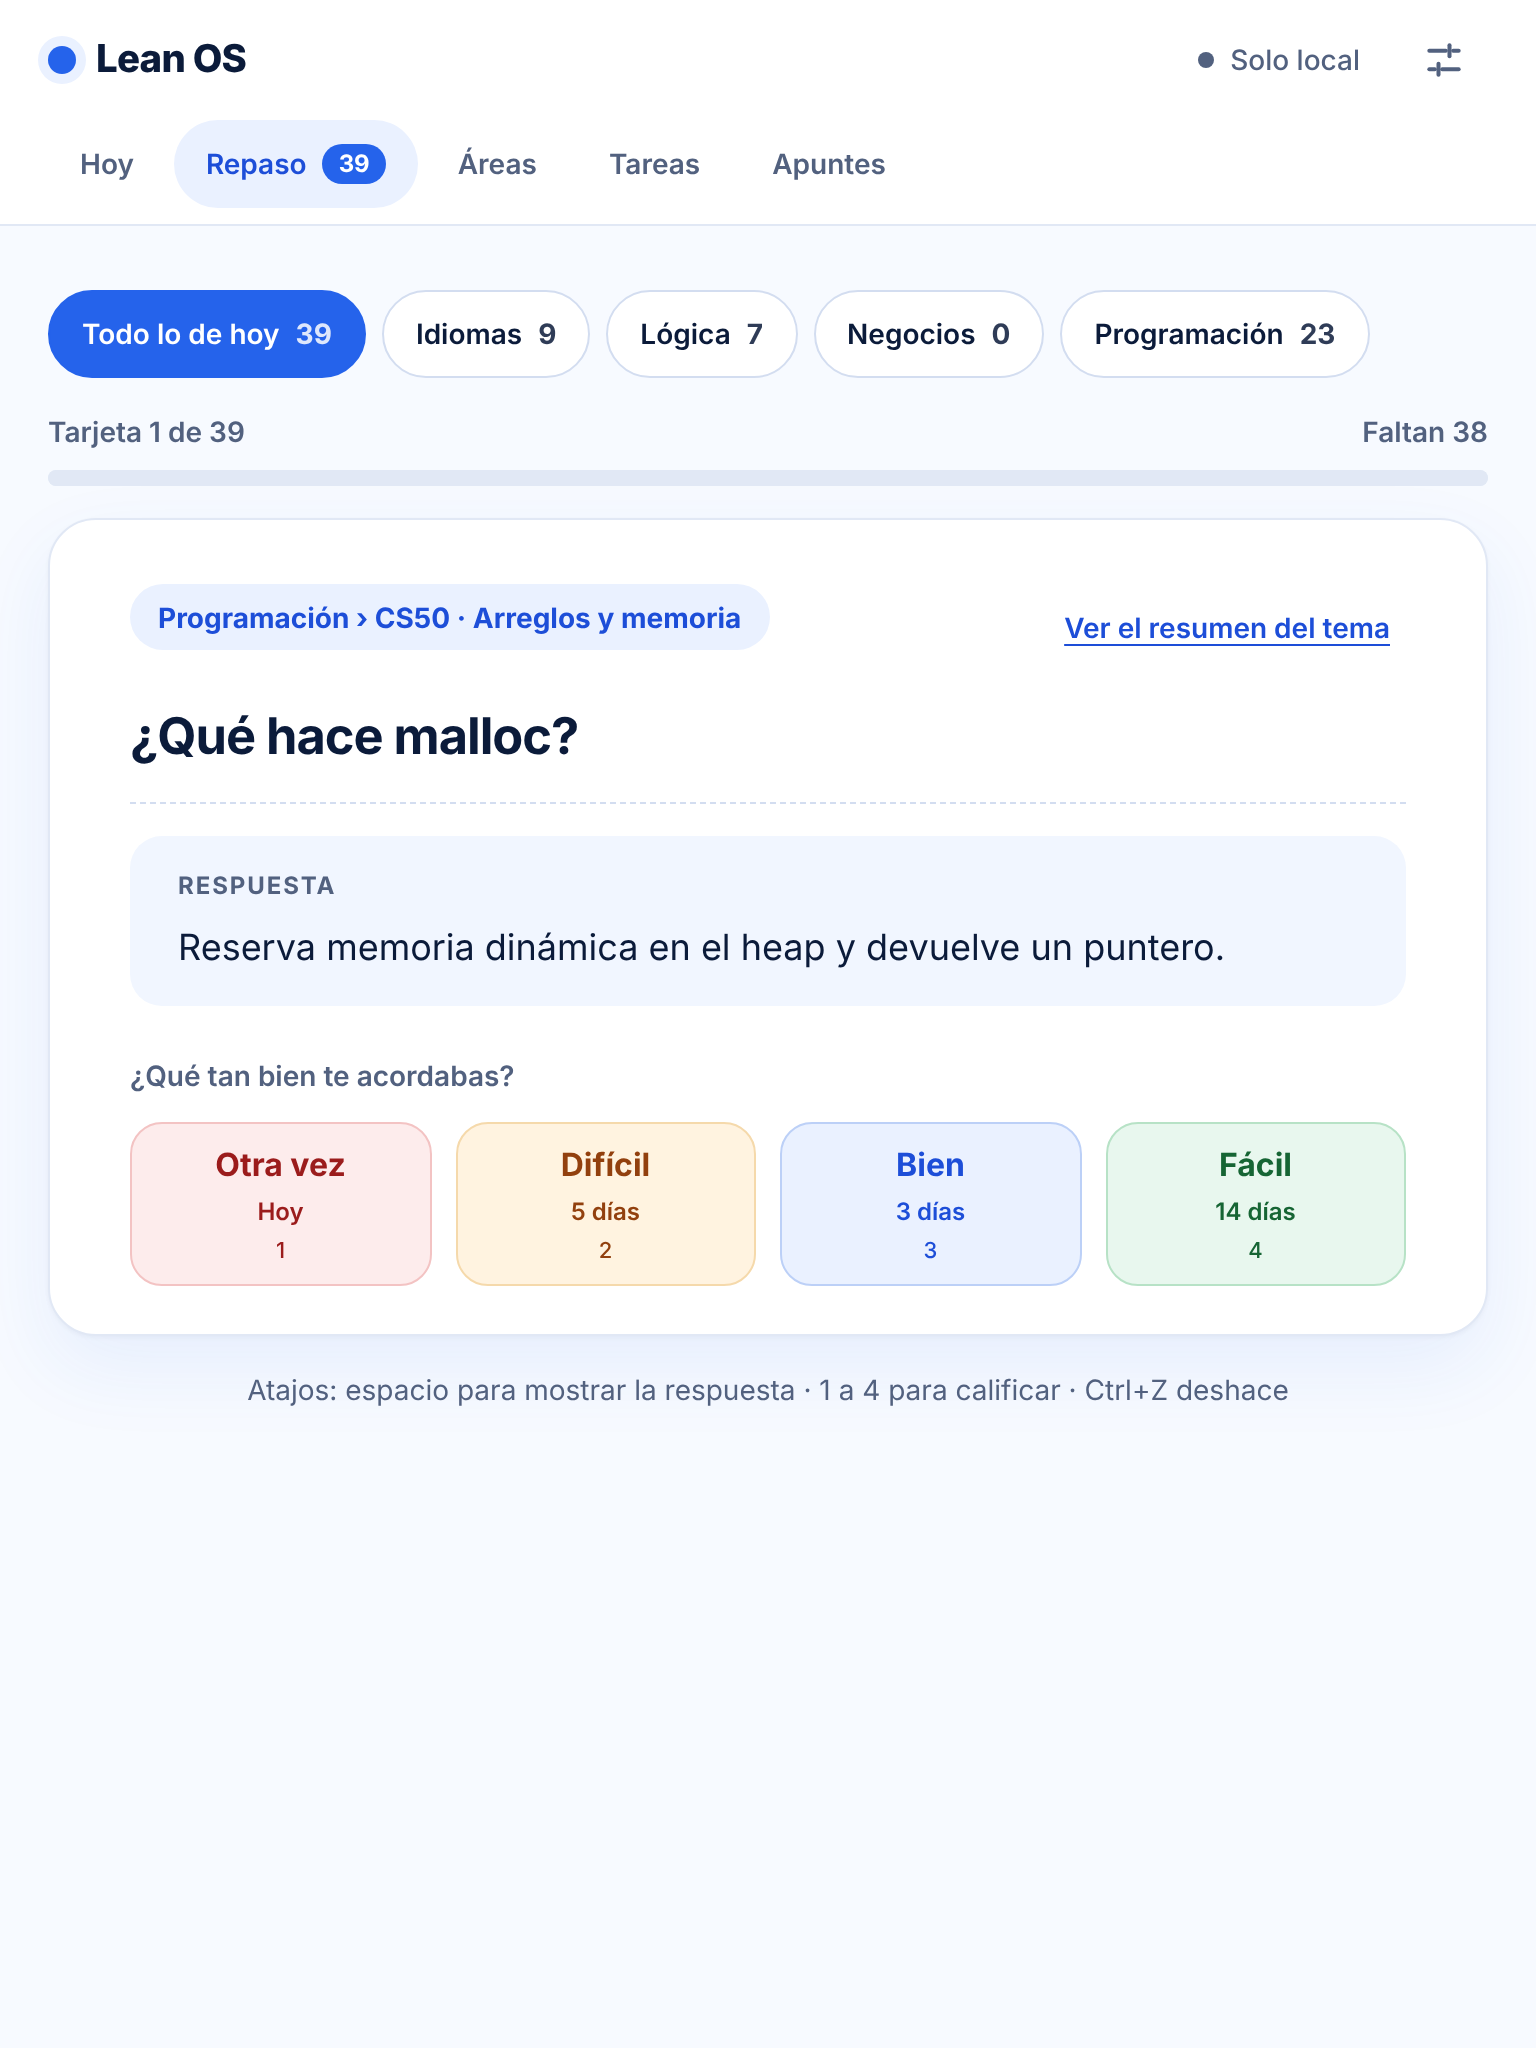 Lean OS
Solo local
Hoy
Repaso 39
Áreas
Tareas
Apuntes
Todo lo de hoy 39
Idiomas 9
Lógica 7
Negocios 0
Programación 23
Tarjeta 1 de 39
Faltan 38
Programación › CS50 · Arreglos y memoria
Ver el resumen del tema
¿Qué hace malloc?
RESPUESTA
Reserva memoria dinámica en el heap y devuelve un puntero.
¿Qué tan bien te acordabas?
Otra vez
Hoy
1
Difícil
5 días
2
Bien
3 días
3
Fácil
14 días
4
Atajos: espacio para mostrar la respuesta · 1 a 4 para calificar · Ctrl+Z deshace